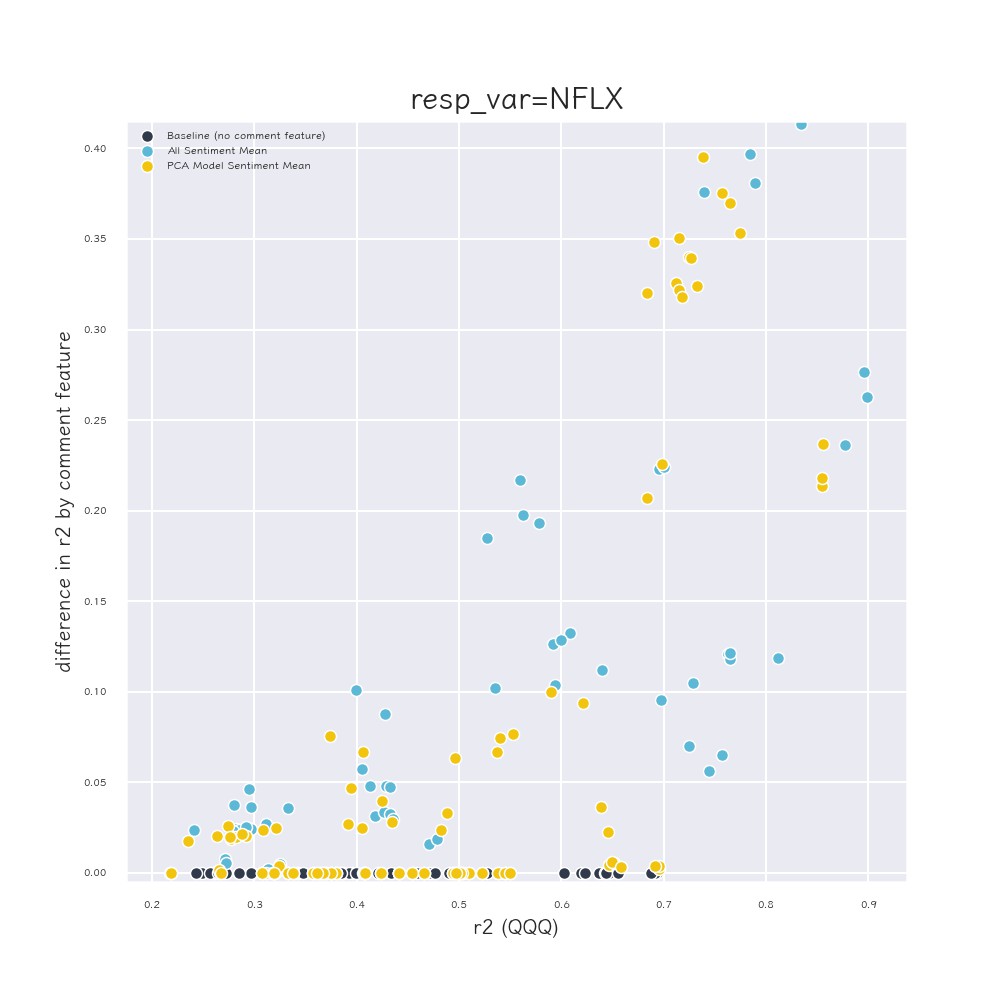 resp_var=NFLX
Baseline (no comment feature)
All Sentiment Mean
PCA Model Sentiment Mean
0.40
0.35
0.30
0.25
0.20
0.15
0.10
0.05
0.00
difference in r2 by comment feature
0.2 0.3 0.4 0.5 0.6 0.7 0.8 0.9
r2 (QQQ)